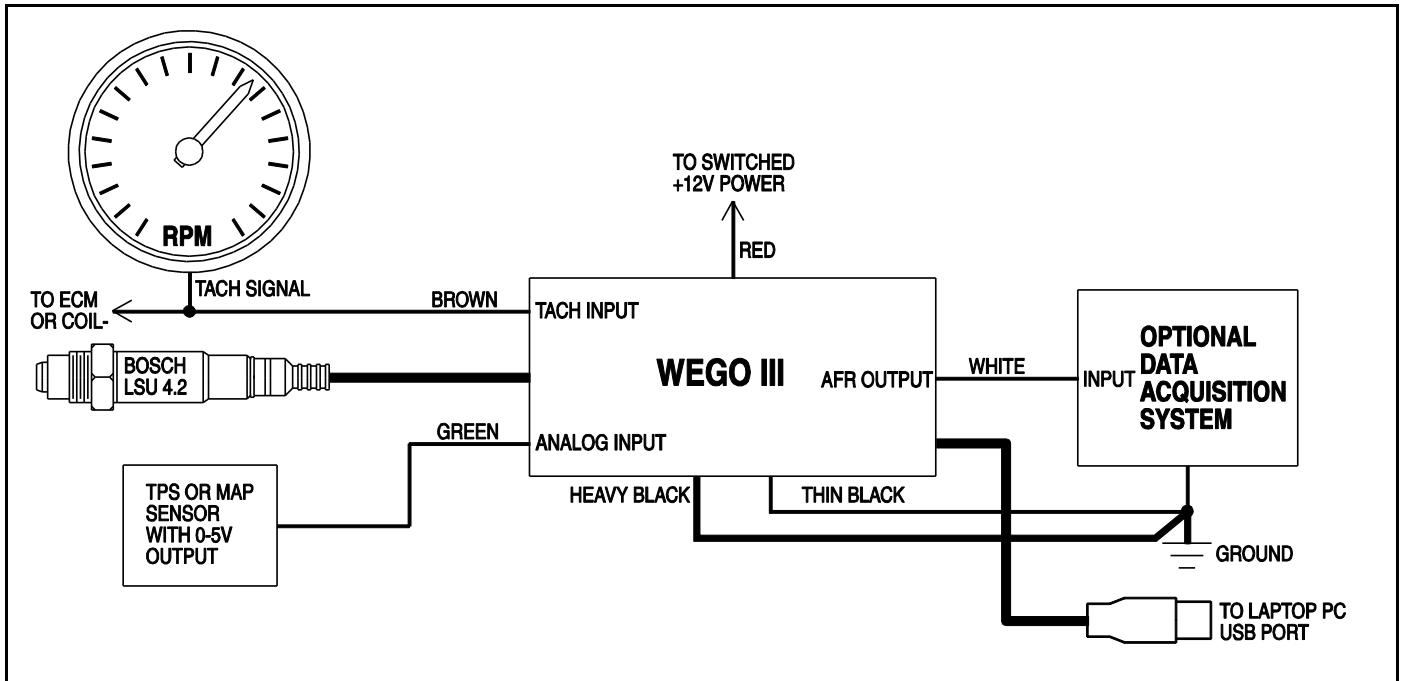 RPM
TACH SIGNAL
TO ECM
OR COIL-
BROWN
TACH INPUT
TO SWITCHED
+12V POWER
RED
BOSCH
LSU 4.2
WEGO III
AFR OUTPUT
WHITE
INPUT
OPTIONAL
DATA
ACQUISITION
SYSTEM
GREEN
ANALOG INPUT
TPS OR MAP
SENSOR
WITH 0-5V
OUTPUT
HEAVY BLACK
THIN BLACK
GROUND
TO LAPTOP PC
USB PORT